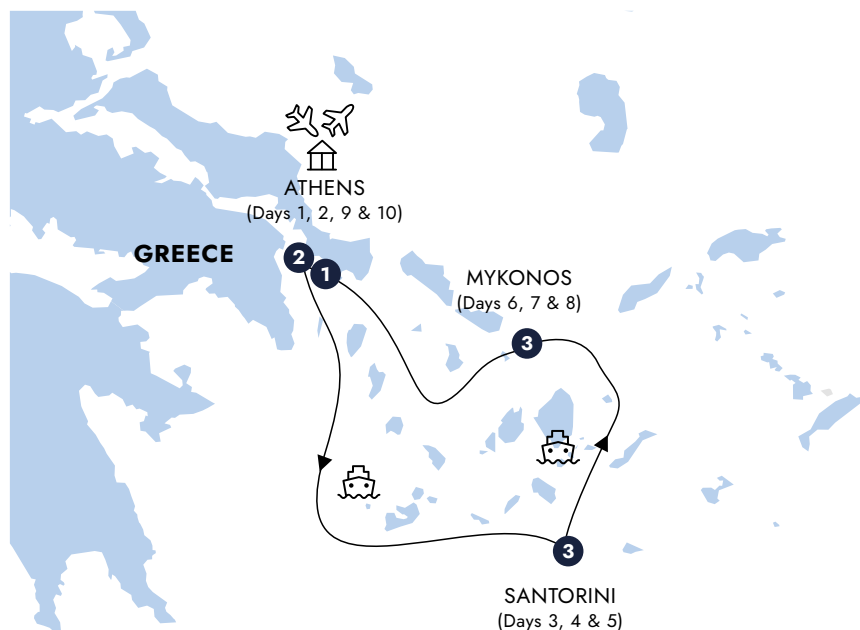 ATHENS
(Days 1, 2, 9 & 10)
GREECE
2
1
MYKONOS
(Days 6, 7 & 8)
3
3
SANTORINI
(Days 3, 4 & 5)